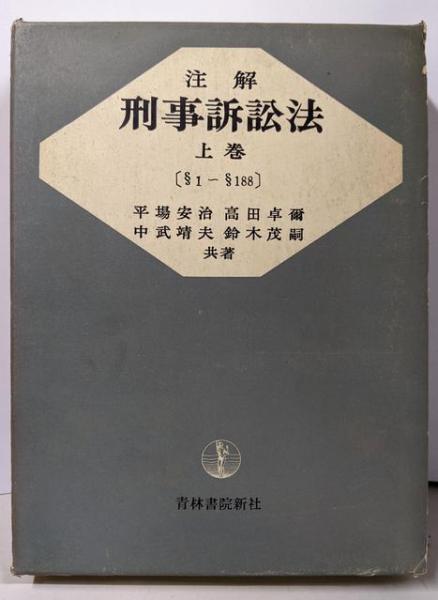 注解
刑事訴訟法
上巻
〔§1～§188〕
平場安治 高田卓爾
中武靖夫 鈴木茂嗣
共著
青林書院新社